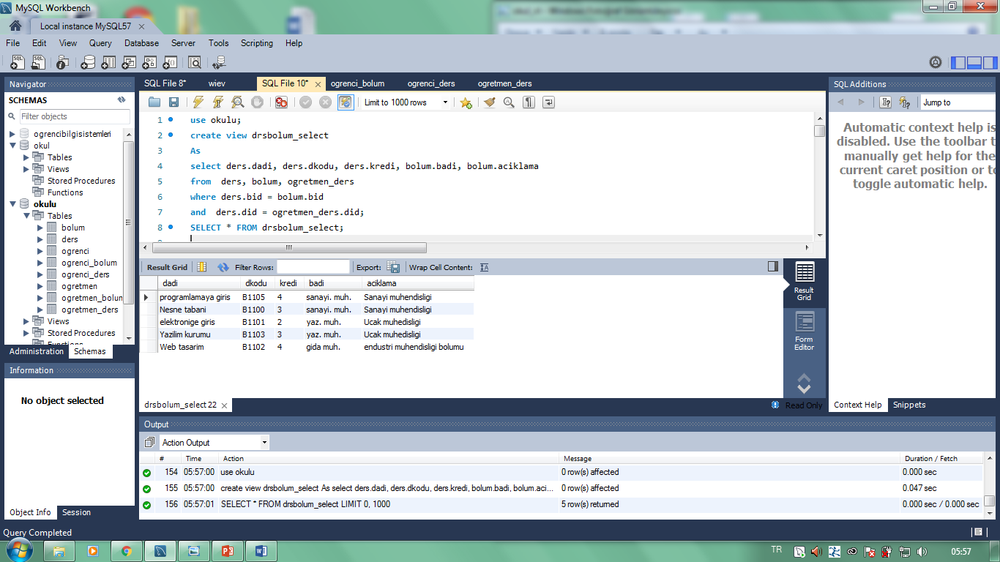 MySQL Workbench
Local instance MySQL57
File Edit View Query Database Server Tools Scripting Help
Navigator
SCHEMAS
Filter objects
ogrencibilgisistemleri
okul
Tables
Views
Stored Procedures
Functions
okulu
Tables
bolum
ders
ogrenci
ogrenci_bolum
ogrenci_ders
ogretmen
ogretmen_bolun
ogretmen_ders
Views
Stored Procedures
Administration Schemas
Information
No object selected
Object Info Session
SQL File 8* wiev SQL File 10* ogrenci_bolum ogrenci_ders ogretmen_ders
Limit to 1000 rows
1 use okulu;
2 create view drsbolum_select
3 As
4 select ders.dadi, ders.dkodu, ders.kredi, bolum.badi, bolum.aciklama
5 from ders, bolum, ogretmen_ders
6 where ders.bid = bolum.bid
7 and ders.did = ogretmen_ders.did;
8 SELECT * FROM drsbolum_select;
Result Grid Filter Rows: Export: Wrap Cell Content:
dadi dkodu kredi badi aciklama
programlamaya giris B1105 4 sanayi. muh. Sanayi muhendisligi
Nesne tabani B1100 3 sanayi. muh. Sanayi muhendisligi
elektronige giris B1101 2 yaz. muh. Ucak muhedisligi
Yazilim kurumu B1103 3 yaz. muh. Ucak muhedisligi
Web tasarim B1102 4 gida muh. endustri muhendisligi bolumu
Result
Grid
Form
Editor
drsbolum_select 22
Read Only
SQL Additions
Jump to
Automatic context help is
disabled. Use the toolbar t
manually get help for the
current caret position or to
toggle automatic help.
Context Help Snippets
Output
Action Output
# Time Action Message Duration / Fetch
154 05:57:00 use okulu 0 row(s) affected 0.000 sec
155 05:57:00 create view drsbolum_select As select ders.dadi, ders.dkodu, ders.kredi, bolum.badi, bolum.aci... 0 row(s) affected 0.047 sec
156 05:57:01 SELECT * FROM drsbolum_select LIMIT 0, 1000 5 row(s) returned 0.000 sec / 0.000 sec
Query Completed
TR 05:57